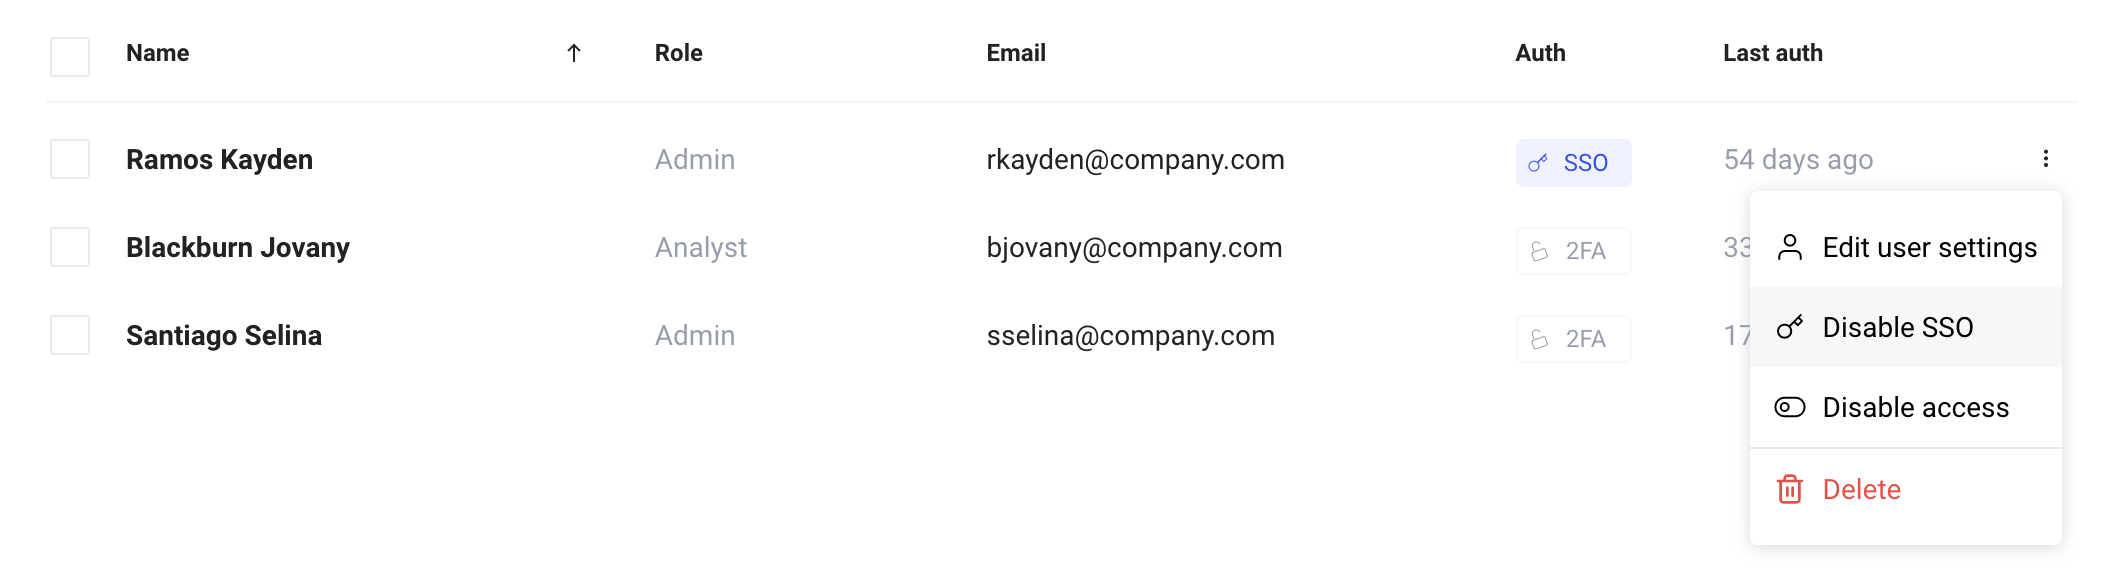 Name ↑ Role Email Auth Last auth
Ramos Kayden Admin rkayden@company.com SSO 54 days ago
Blackburn Jovany Analyst bjovany@company.com 2FA 33
Santiago Selina Admin sselina@company.com 2FA 17
Edit user settings
Disable SSO
Disable access
Delete